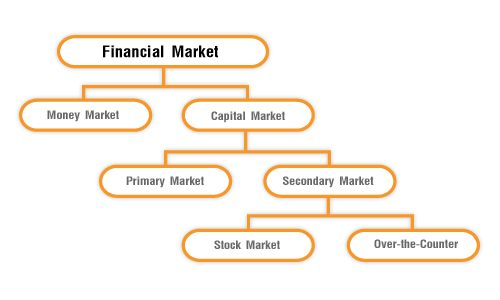 Financial Market
Money Market
Capital Market
Primary Market
Secondary Market
Stock Market
Over-the-Counter